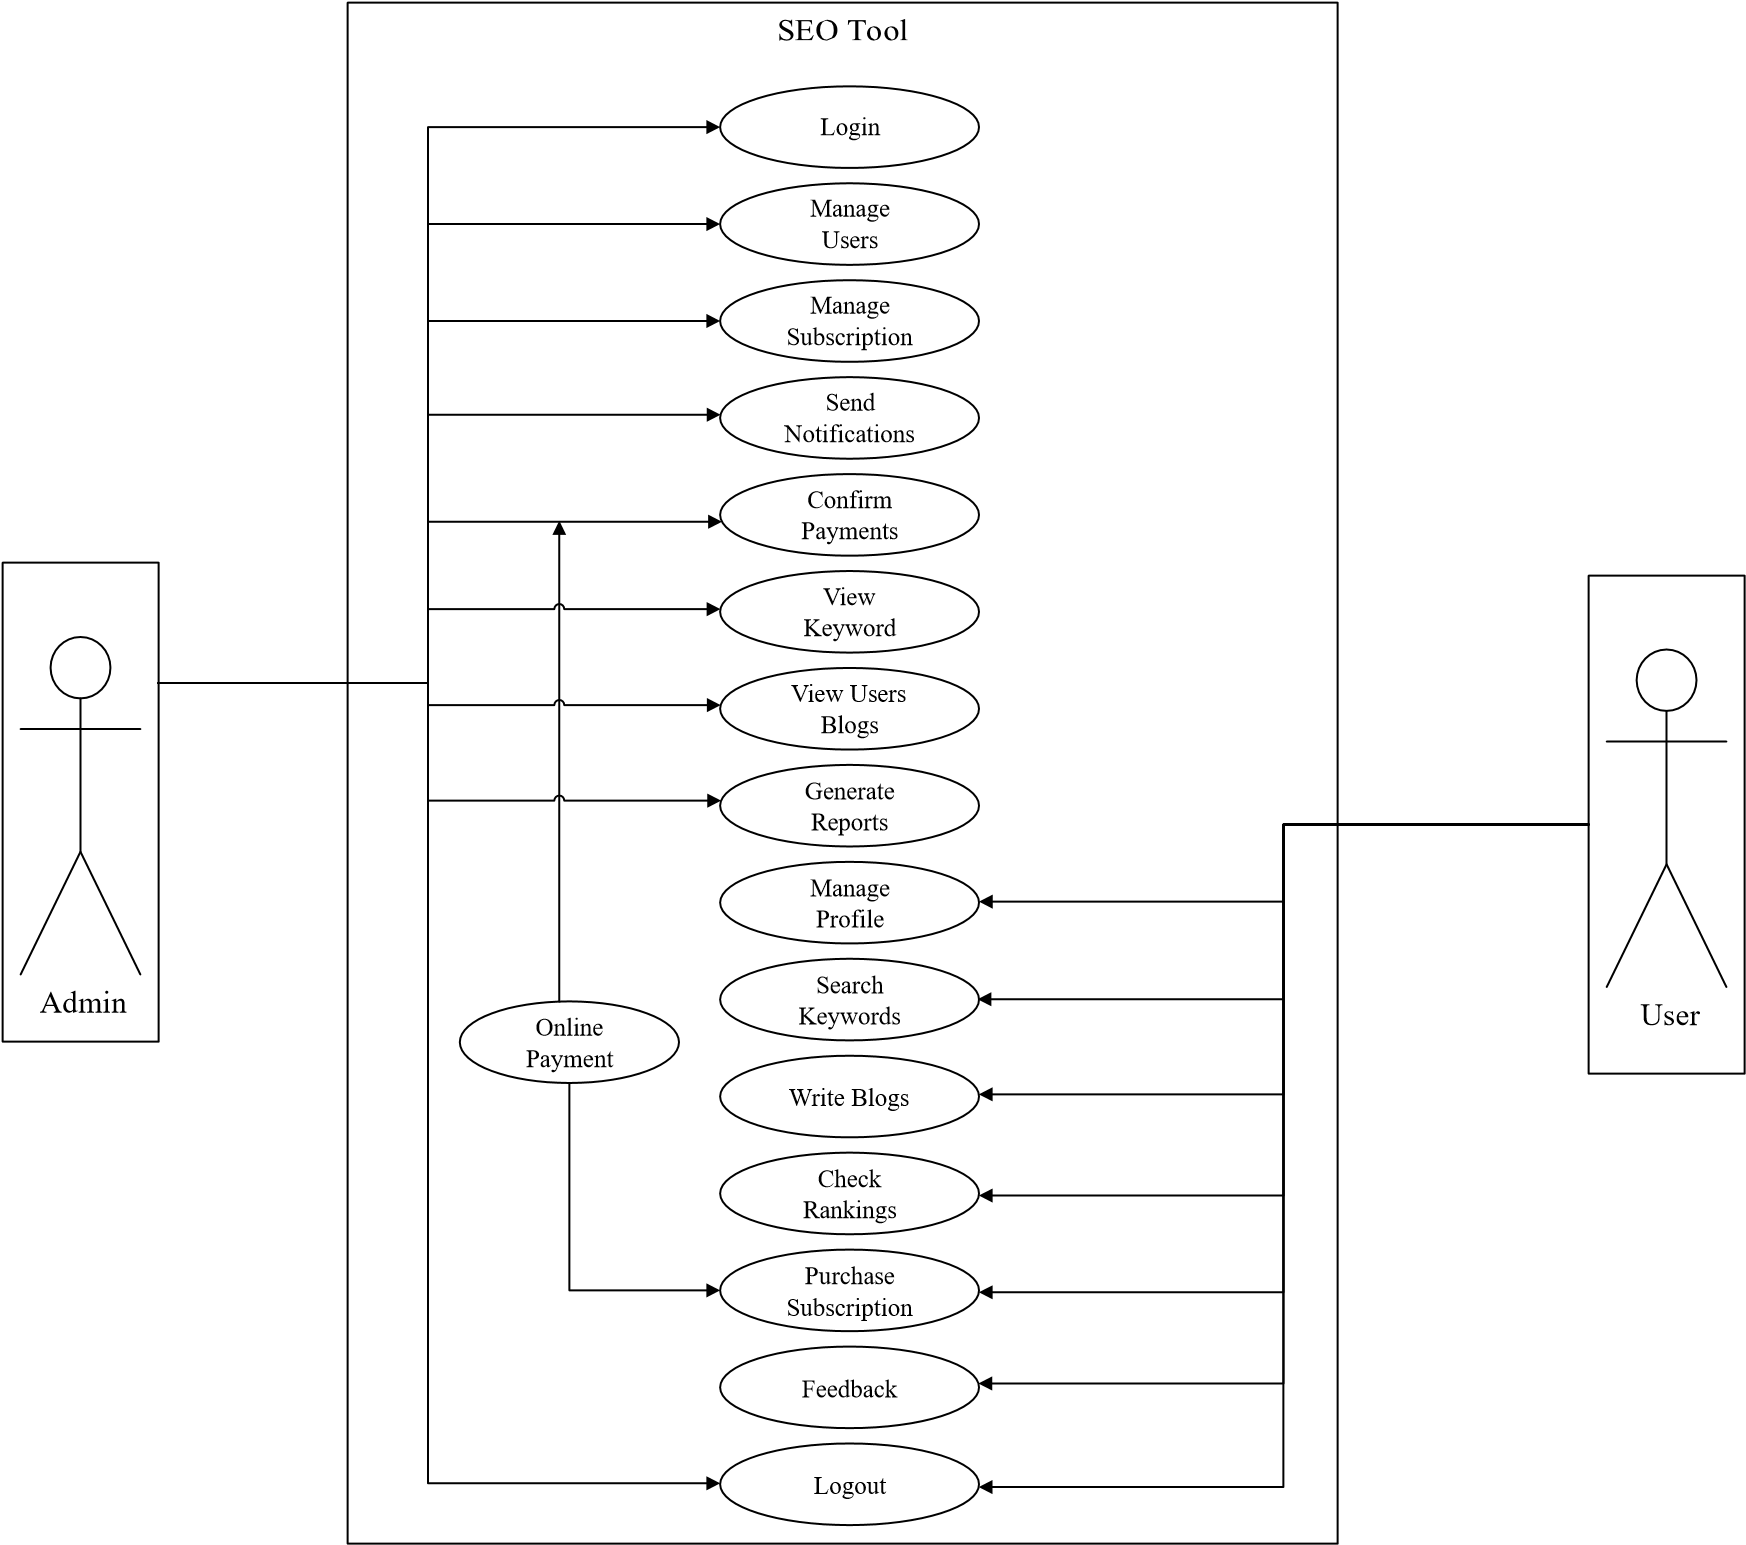 SEO Tool
Login
Manage
Users
Manage
Subscription
Send
Notifications
Confirm
Payments
View
Keyword
View Users
Blogs
Generate
Reports
Manage
Profile
Search
Keywords
Write Blogs
Check
Rankings
Purchase
Subscription
Feedback
Logout
Online
Payment
Admin
User